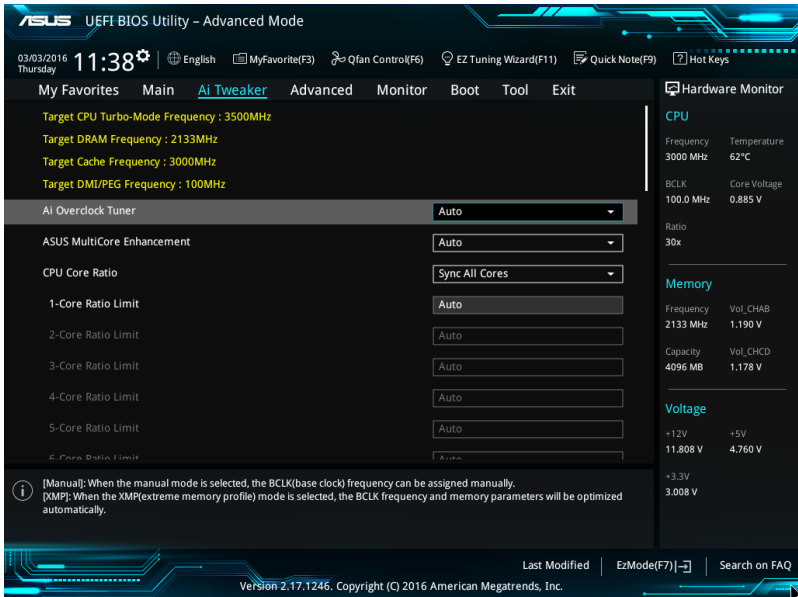 ASUS UEFI BIOS Utility – Advanced Mode
03/03/2016 Thursday 11:38 English MyFavorite(F3) Qfan Control(F6) EZ Tuning Wizard(F11) Quick Note(F9) ? Hot Keys
My Favorites Main Ai Tweaker Advanced Monitor Boot Tool Exit
Target CPU Turbo-Mode Frequency : 3500MHz
Target DRAM Frequency : 2133MHz
Target Cache Frequency : 3000MHz
Target DMI/PEG Frequency : 100MHz
Ai Overclock Tuner Auto
ASUS MultiCore Enhancement Auto
CPU Core Ratio Sync All Cores
1-Core Ratio Limit Auto
2-Core Ratio Limit Auto
3-Core Ratio Limit Auto
4-Core Ratio Limit Auto
5-Core Ratio Limit Auto
6-Core Ratio Limit Auto
[Manual]: When the manual mode is selected, the BCLK(base clock) frequency can be assigned manually.
[XMP]: When the XMP(extreme memory profile) mode is selected, the BCLK frequency and memory parameters will be optimized
automatically.
Hardware Monitor
CPU
Frequency Temperature
3000 MHz 62°C
BCLK Core Voltage
100.0 MHz 0.885 V
Ratio
30x
Memory
Frequency Vol_CHAB
2133 MHz 1.190 V
Capacity Vol_CHCD
4096 MB 1.178 V
Voltage
+12V +5V
11.808 V 4.760 V
+3.3V
3.008 V
Last Modified EzMode(F7) Search on FAQ
Version 2.17.1246. Copyright (C) 2016 American Megatrends, Inc.